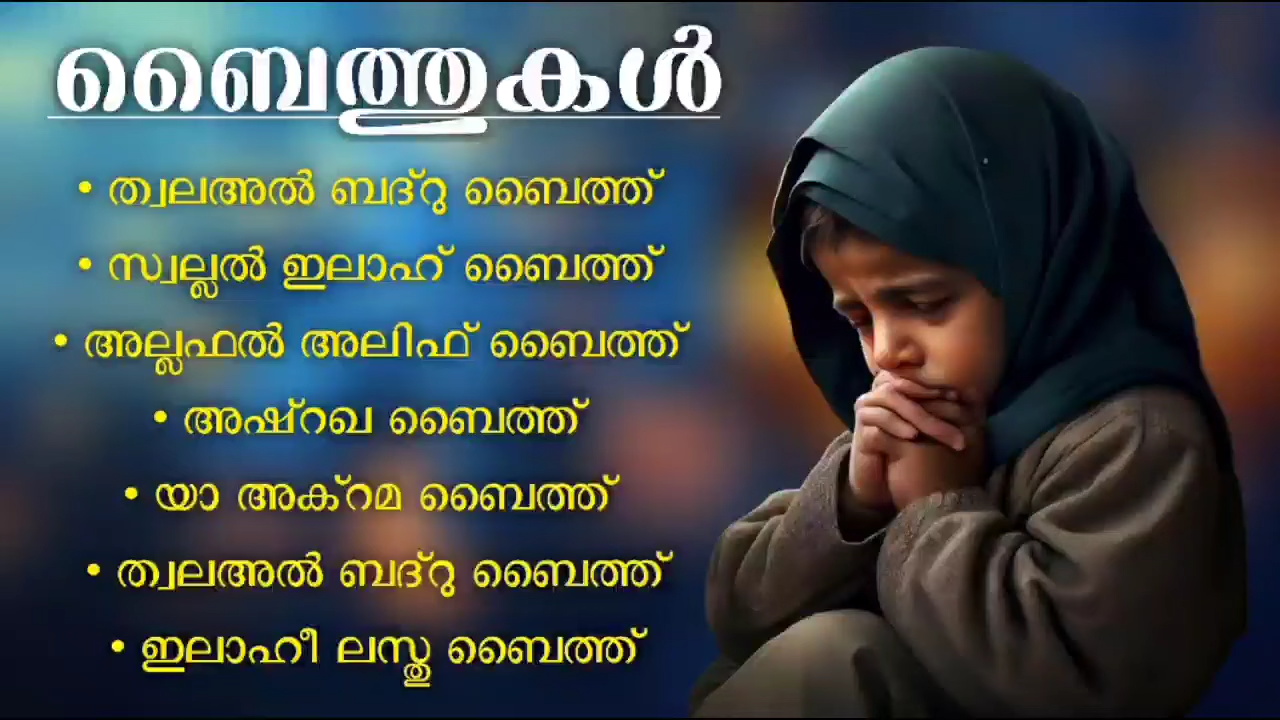 ബൈത്തുകൾ
• ത്വലഅൽ ബദ്റു ബൈത്ത്
• സ്വല്ലൽ ഇലാഹ് ബൈത്ത്
• അല്ലഫൽ അലിഫ് ബൈത്ത്
• അഷ്റഖ ബൈത്ത്
• യാ അക്റമ ബൈത്ത്
• ത്വലഅൽ ബദ്റു ബൈത്ത്
• ഇലാഹീ ലസ്തു ബൈത്ത്